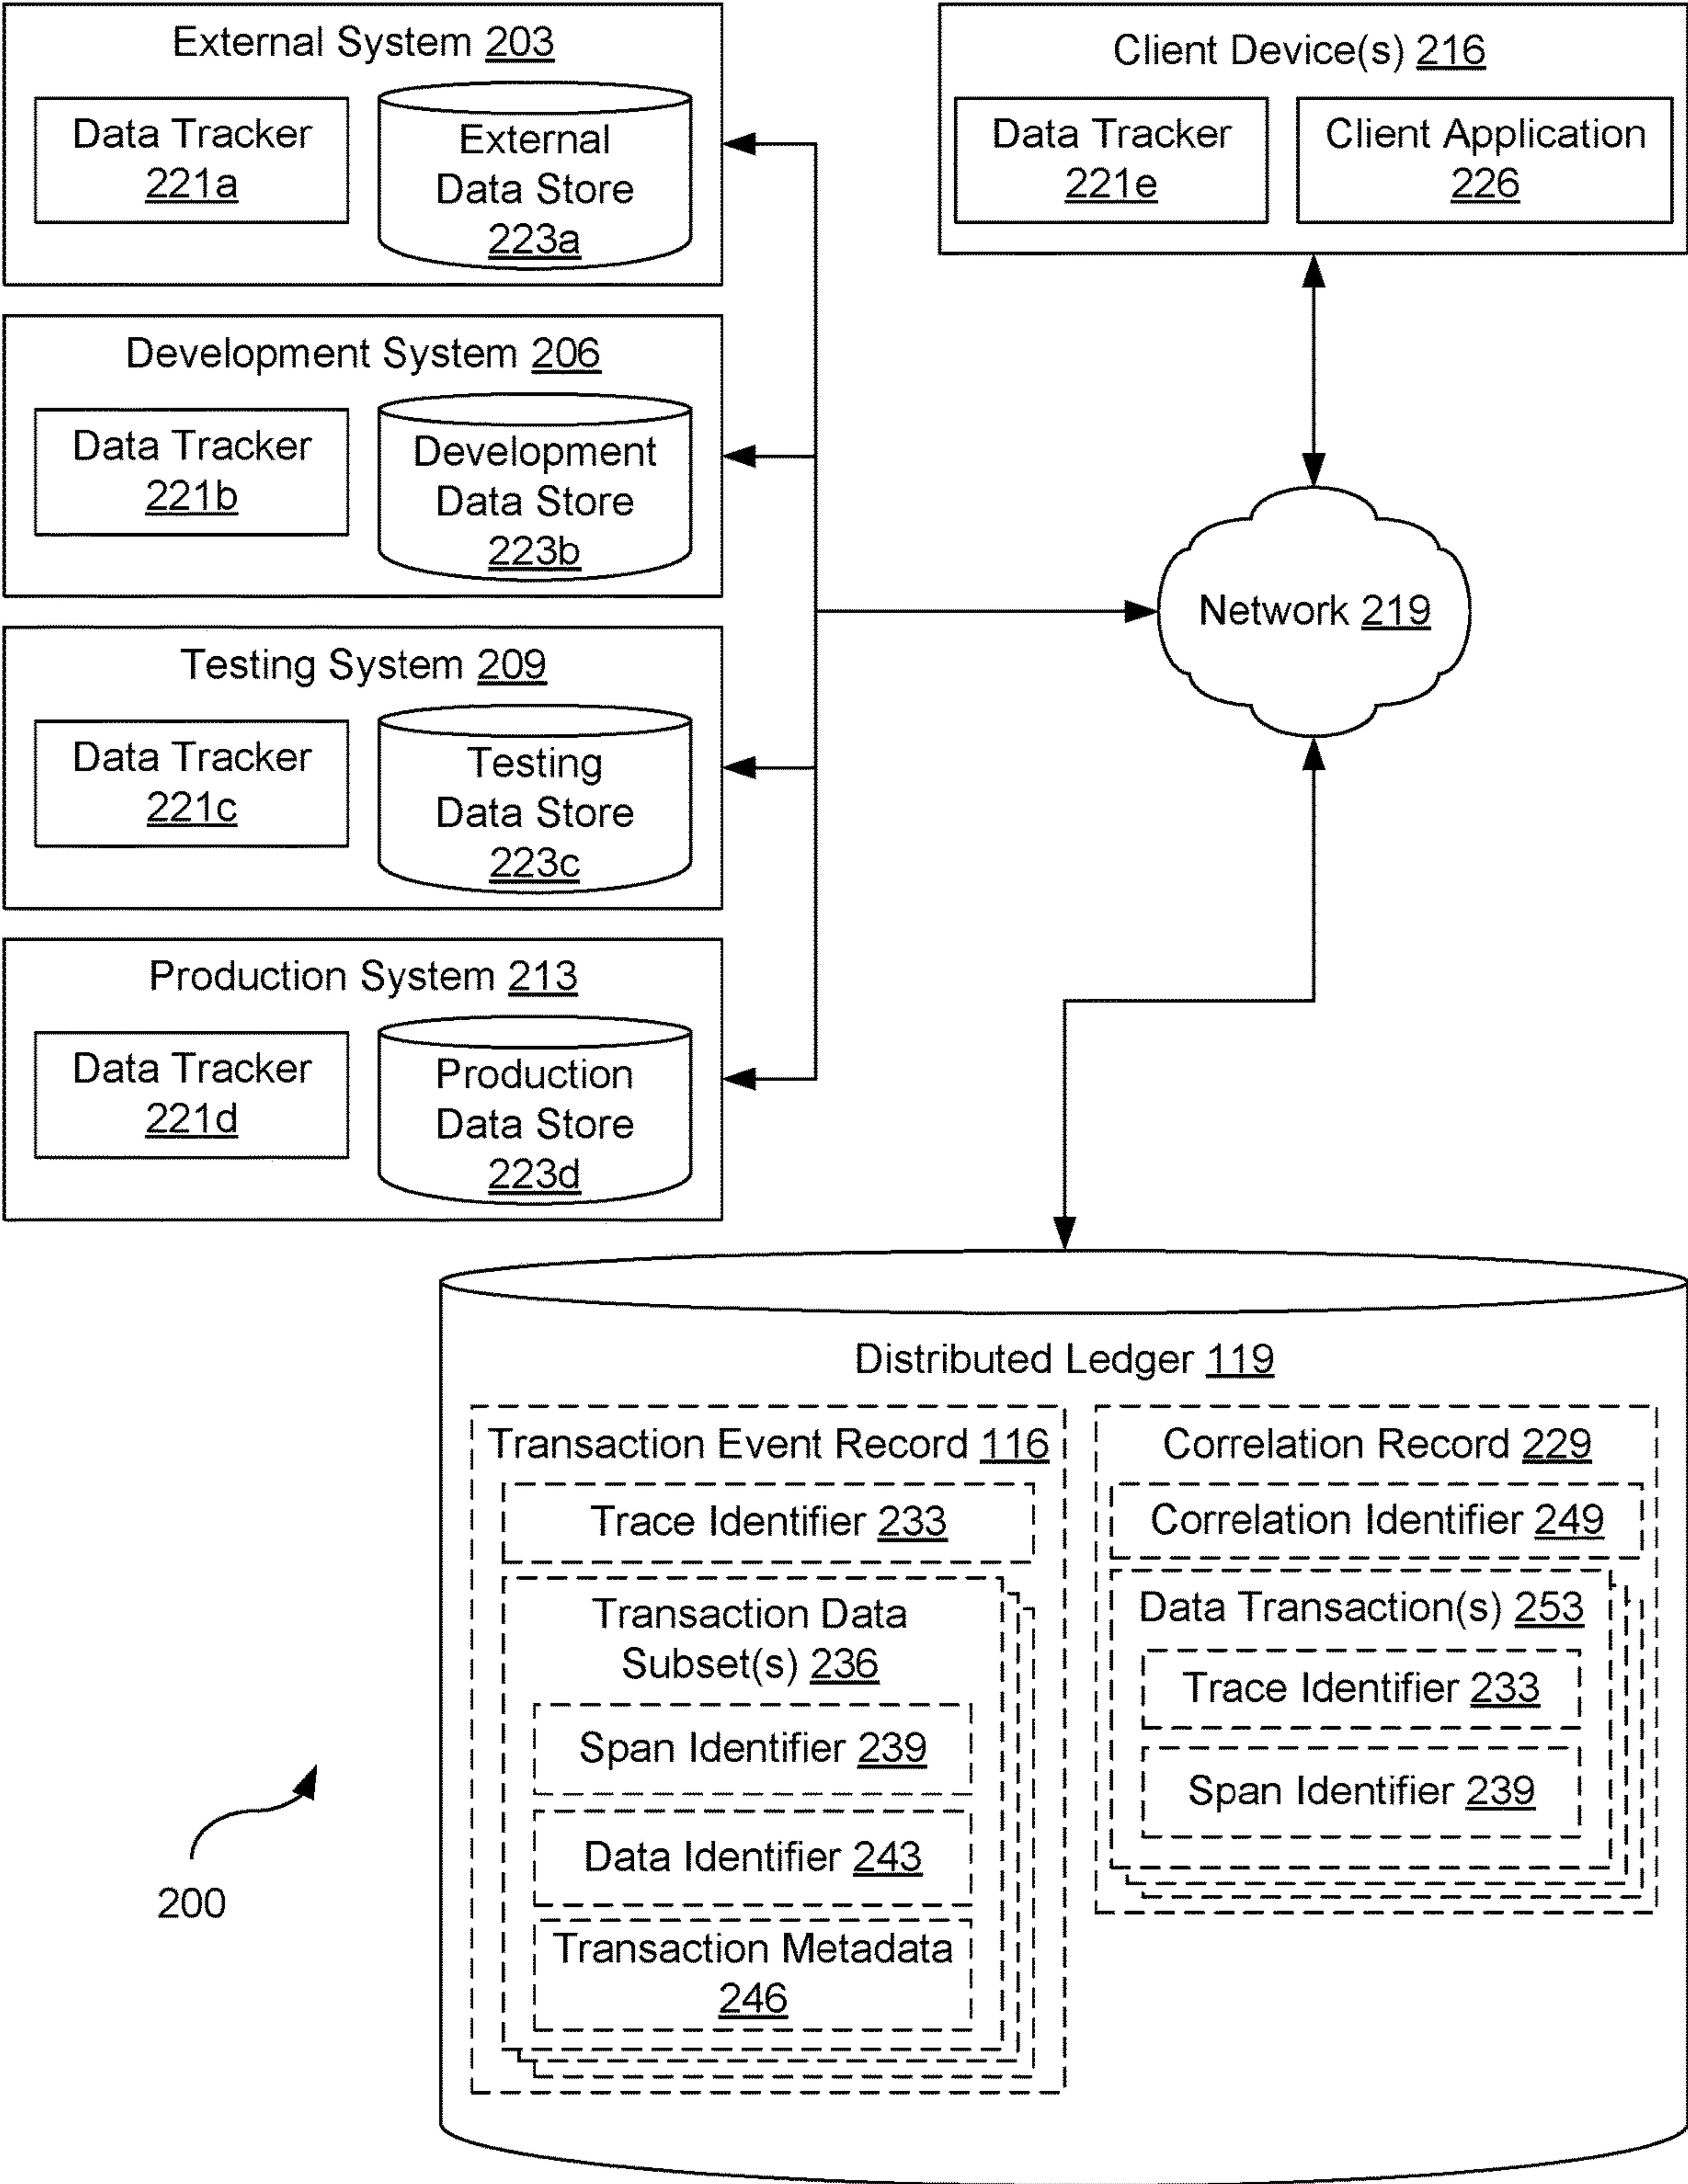 External System 203
Data Tracker
221a
External
Data Store
223a
Client Device(s) 216
Data Tracker
221e
Client Application
226
Development System 206
Data Tracker
221b
Development
Data Store
223b
Network 219
Testing System 209
Data Tracker
221c
Testing
Data Store
223c
Production System 213
Data Tracker
221d
Production
Data Store
223d
Distributed Ledger 119
Transaction Event Record 116
Trace Identifier 233
Transaction Data
Subset(s) 236
Span Identifier 239
Data Identifier 243
Transaction Metadata
246
Correlation Record 229
Correlation Identifier 249
Data Transaction(s) 253
Trace Identifier 233
Span Identifier 239
200